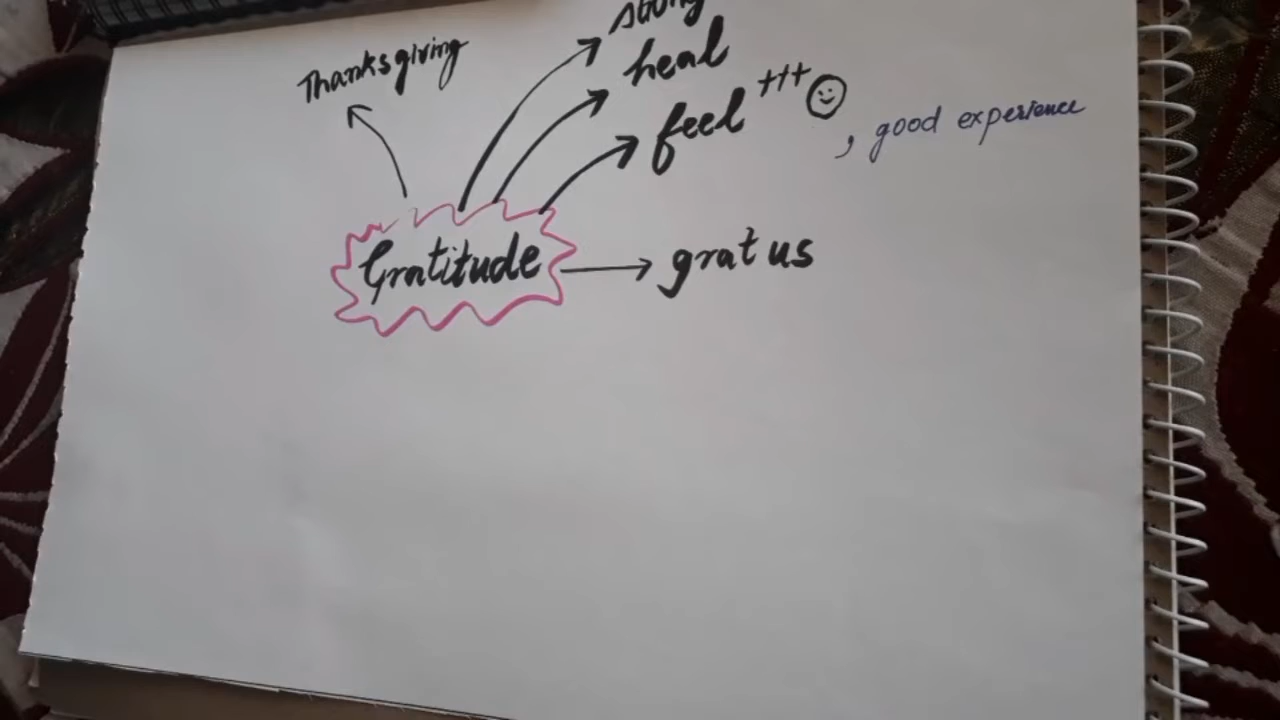 Thanksgiving
heal
feel +++
, good experience
Gratitude
gratus